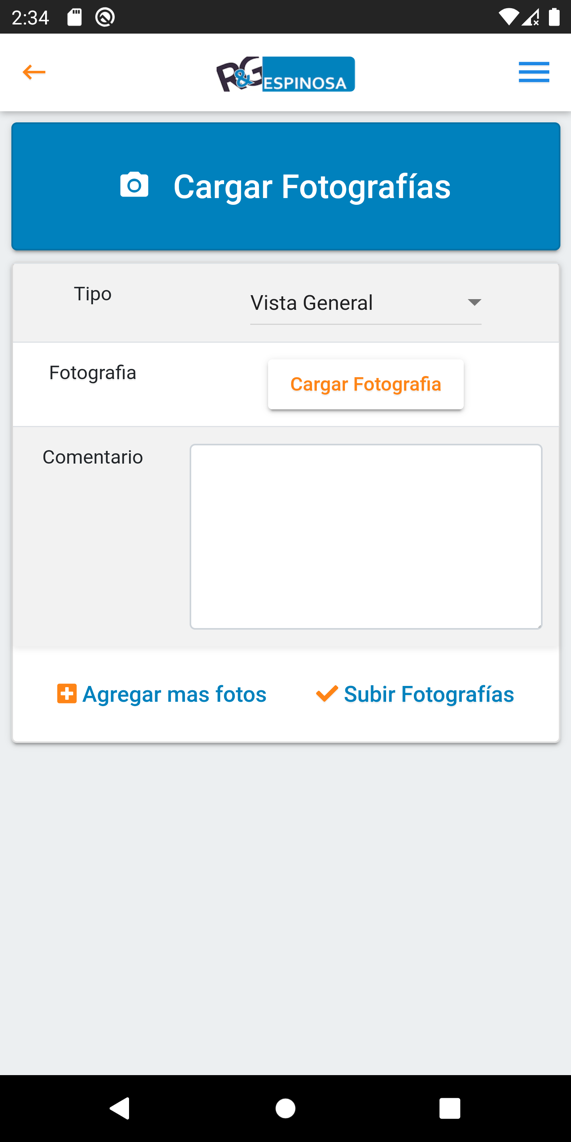 2:34
R&G ESPINOSA
Cargar Fotografías
Tipo
Vista General
Fotografia
Cargar Fotografia
Comentario
Agregar mas fotos
Subir Fotografías